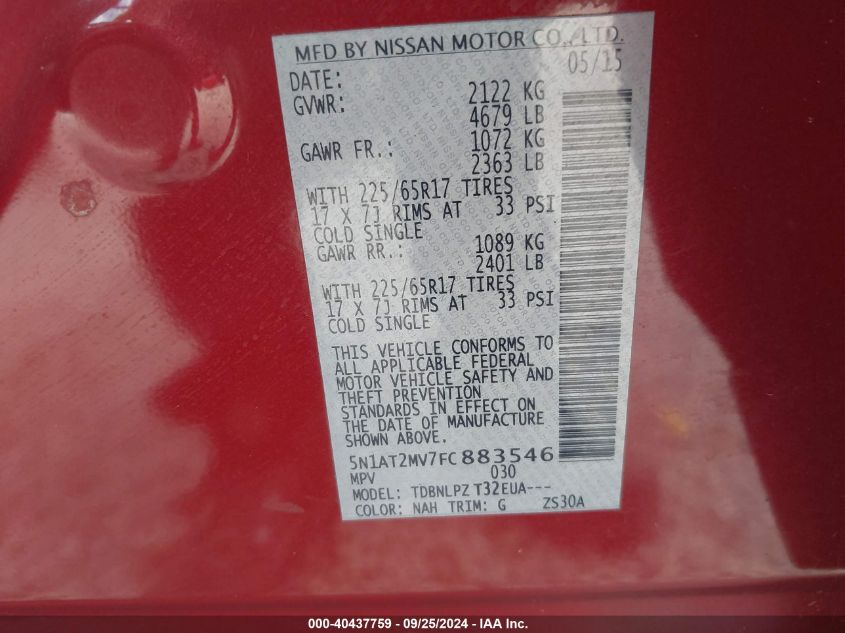 MFD BY NISSAN MOTOR CO., LTD.
DATE: 05/15
GVWR: 2122 KG
4679 LB
GAWR FR.: 1072 KG
2363 LB
WITH 225/65R17 TIRES
17 X 7J RIMS AT 33 PSI
COLD SINGLE
GAWR RR.: 1089 KG
2401 LB
WITH 225/65R17 TIRES
17 X 7J RIMS AT 33 PSI
COLD SINGLE
THIS VEHICLE CONFORMS TO
ALL APPLICABLE FEDERAL
MOTOR VEHICLE SAFETY AND
THEFT PREVENTION
STANDARDS IN EFFECT ON
THE DATE OF MANUFACTURE
SHOWN ABOVE.
5N1AT2MV7FC883546
MPV 030
MODEL: TDBNLPZ T32EUA---
COLOR: NAH TRIM: G ZS30A
000-40437759 - 09/25/2024 - IAA Inc.